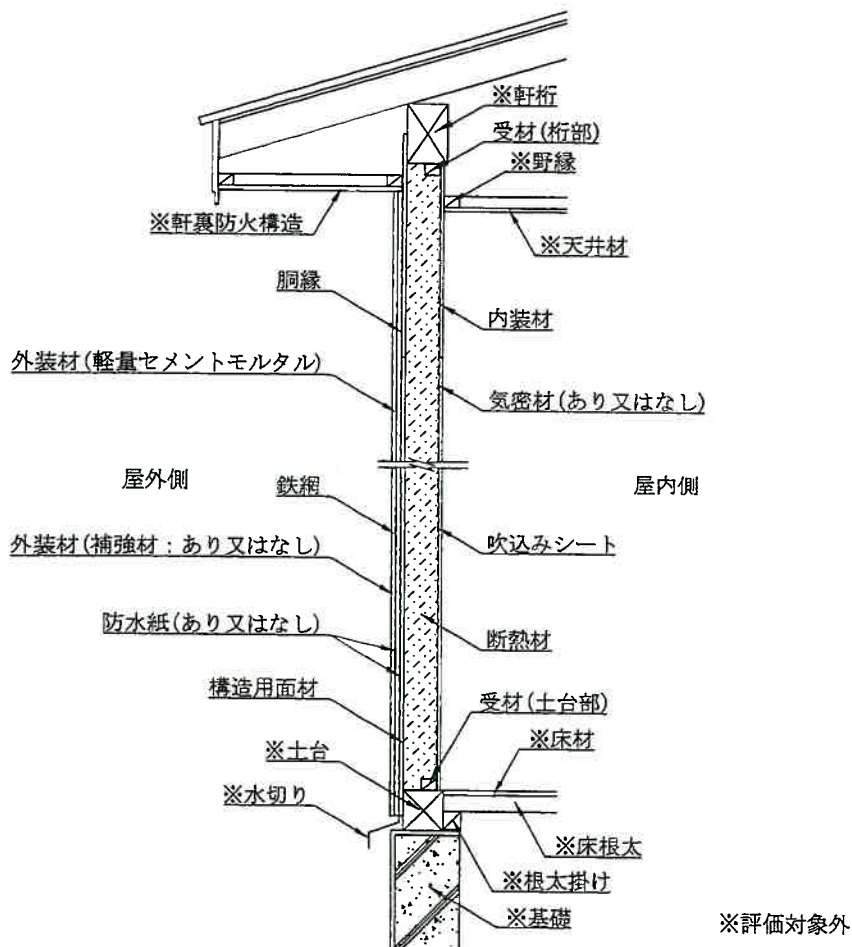 ※軒桁
受材(桁部)
※野縁
※軒裏防火構造
※天井材
胴縁
内装材
外装材(軽量セメントモルタル)
気密材(あり又はなし)
屋外側
鉄網
屋内側
外装材(補強材：あり又はなし)
吹込みシート
防水紙(あり又はなし)
断熱材
構造用面材
受材(土台部)
※土台
※床材
※水切り
※床根太
※根太掛け
※基礎
※評価対象外